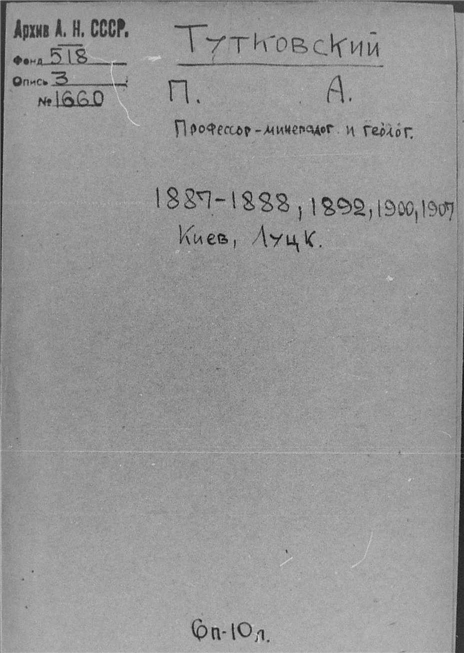 Архив А. Н. СССР.
Фонд 518
Опись 3
№ 1660
Тутковский
П. А.
Профессор-минералог и геолог.
1887-1888, 1892, 1900, 1907
Киев, Луцк.
6п-10л.